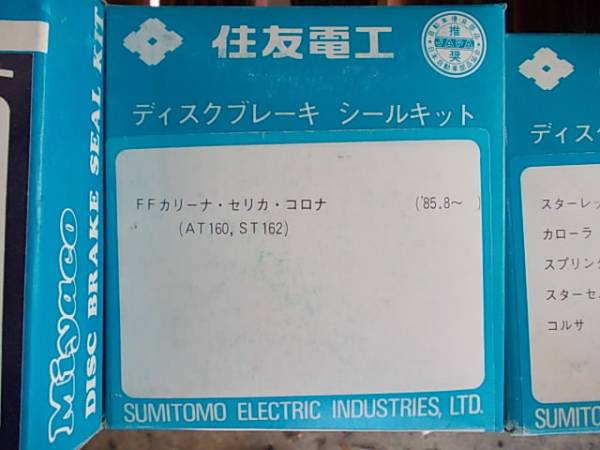 Miyaco
DISC BRAKE SEAL KIT
住友電工
推
JAPA
奨
ディスクブレーキ シールキット
FFカリーナ・セリカ・コロナ ('85.8～ )
(AT160, ST162)
SUMITOMO ELECTRIC INDUSTRIES, LTD.
ディス
スターレッ
カローラ
スプリンタ
スターセ
コルサ
SUMITO